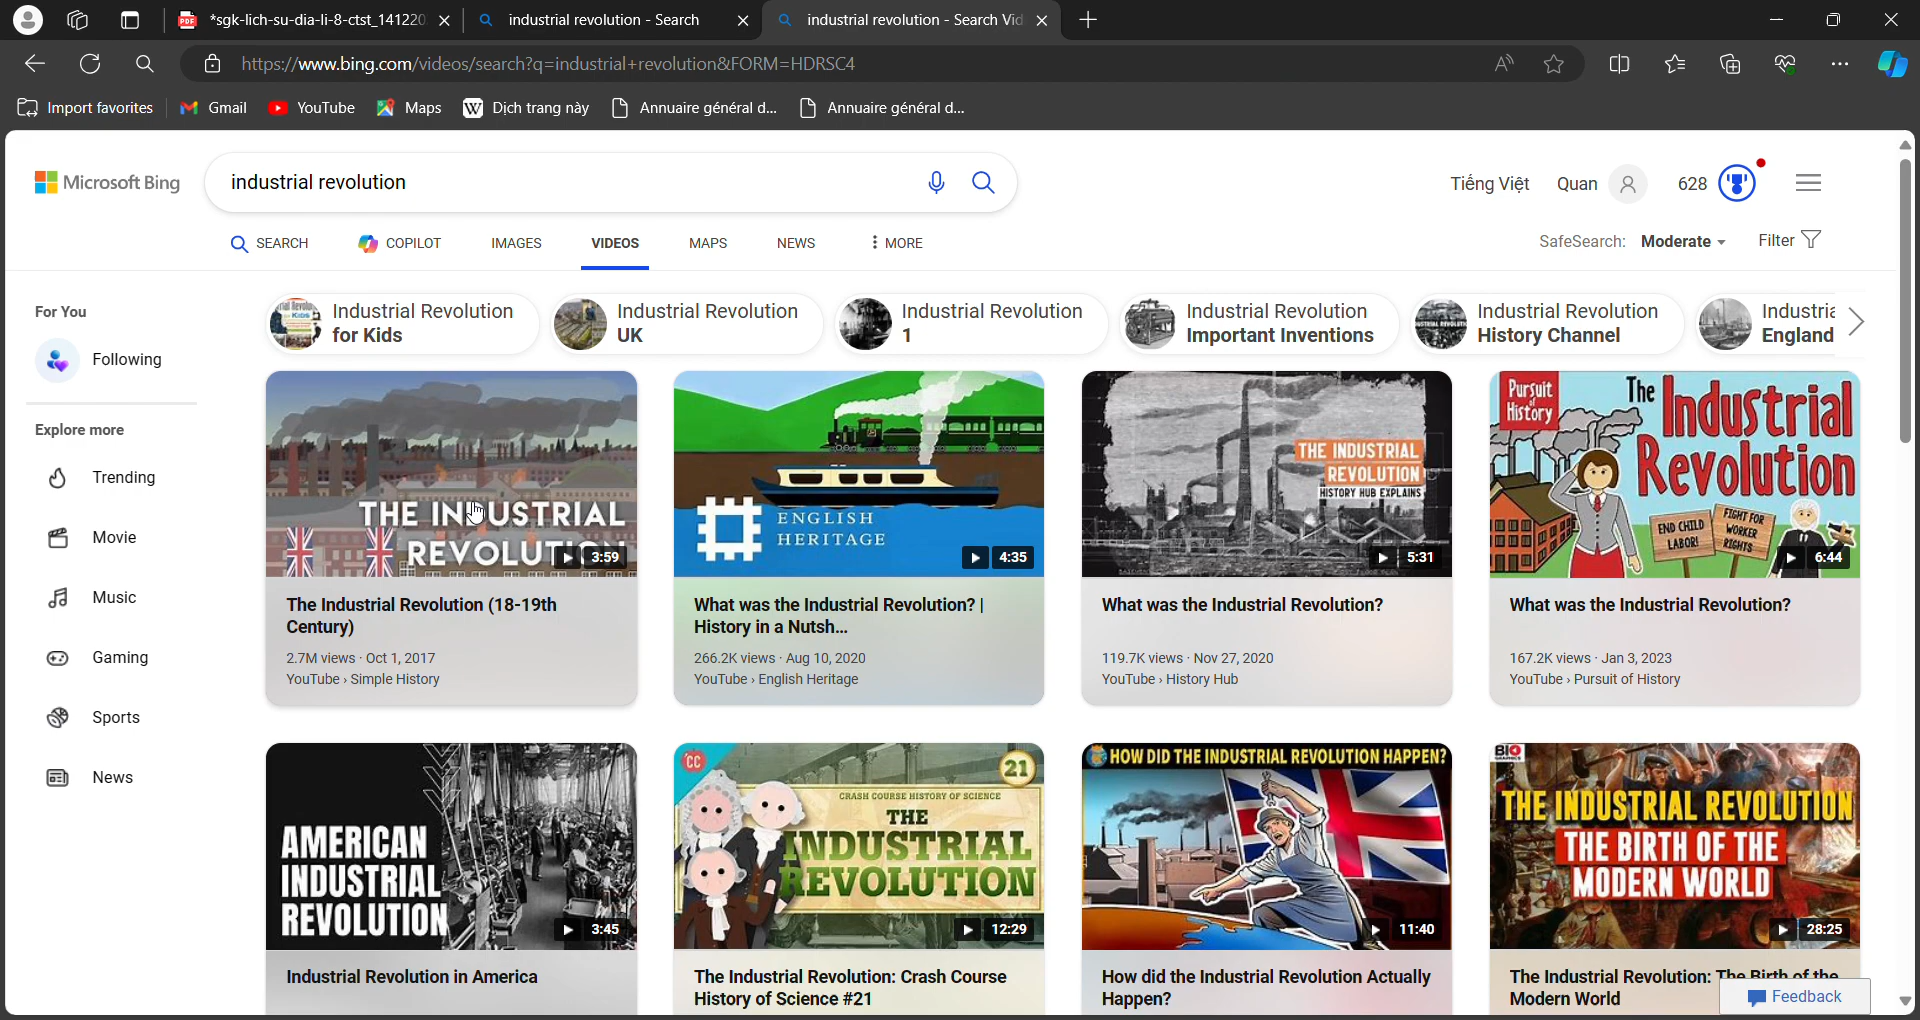 *sgk-lich-su-dia-li-8-ctst_141220
industrial revolution - Search
industrial revolution - Search Vid
https://www.bing.com/videos/search?q=industrial+revolution&FORM=HDRSC4
Import favorites
Gmail
YouTube
Maps
Dịch trang này
Annuaire général d...
Annuaire général d...
Microsoft Bing
industrial revolution
Tiếng Việt
Quan
628
SEARCH
COPILOT
IMAGES
VIDEOS
MAPS
NEWS
MORE
SafeSearch: Moderate
Filter
For You
Following
Explore more
Trending
Movie
Music
Gaming
Sports
News
Industrial Revolution
for Kids
Industrial Revolution
UK
Industrial Revolution
1
Industrial Revolution
Important Inventions
Industrial Revolution
History Channel
Industria
England
THE INDUSTRIAL
REVOLUTION
3:59
The Industrial Revolution (18-19th
Century)
2.7M views · Oct 1, 2017
YouTube › Simple History
ENGLISH
HERITAGE
4:35
What was the Industrial Revolution? |
History in a Nutsh...
266.2K views · Aug 10, 2020
YouTube › English Heritage
THE INDUSTRIAL
REVOLUTION
HISTORY HUB EXPLAINS
5:31
What was the Industrial Revolution?
119.7K views · Nov 27, 2020
YouTube › History Hub
Pursuit
of
History
The
Industrial
Revolution
END CHILD
LABOR!
FIGHT FOR
WORKER
RIGHTS
6:44
What was the Industrial Revolution?
167.2K views · Jan 3, 2023
YouTube › Pursuit of History
AMERICAN
INDUSTRIAL
REVOLUTION
3:45
Industrial Revolution in America
CC
21
CRASH COURSE HISTORY OF SCIENCE
THE
INDUSTRIAL
REVOLUTION
12:29
The Industrial Revolution: Crash Course
History of Science #21
HOW DID THE INDUSTRIAL REVOLUTION HAPPEN?
11:40
How did the Industrial Revolution Actually
Happen?
BIO
GRAPHICS
THE INDUSTRIAL REVOLUTION
THE BIRTH OF THE
MODERN WORLD
28:25
The Industrial Revolution: The Birth of the
Modern World
Feedback